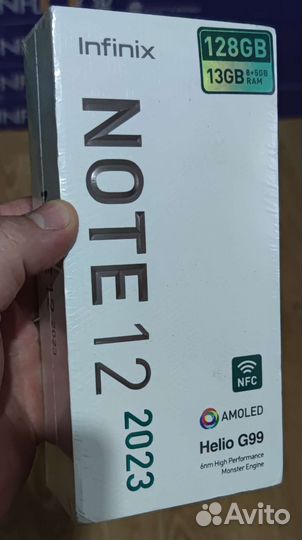 Infinix
128GB
13GB 8+5GB RAM
NOTE 12 2023
NFC
AMOLED
Helio G99
6nm High Performance
Monster Engine
Avito